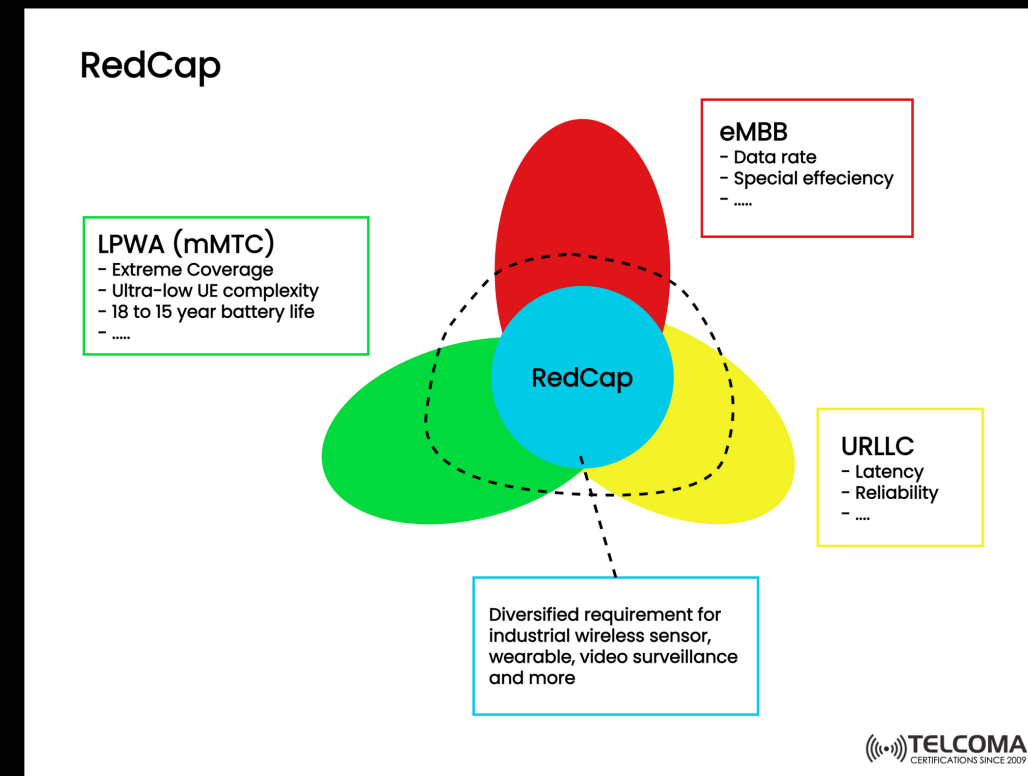 RedCap
eMBB
- Data rate
- Special effeciency
- .....
LPWA (mMTC)
- Extreme Coverage
- Ultra-low UE complexity
- 18 to 15 year battery life
- .....
RedCap
URLLC
- Latency
- Reliability
- ....
Diversified requirement for
industrial wireless sensor,
wearable, video surveillance
and more
TELCOMA
CERTIFICATIONS SINCE 2009